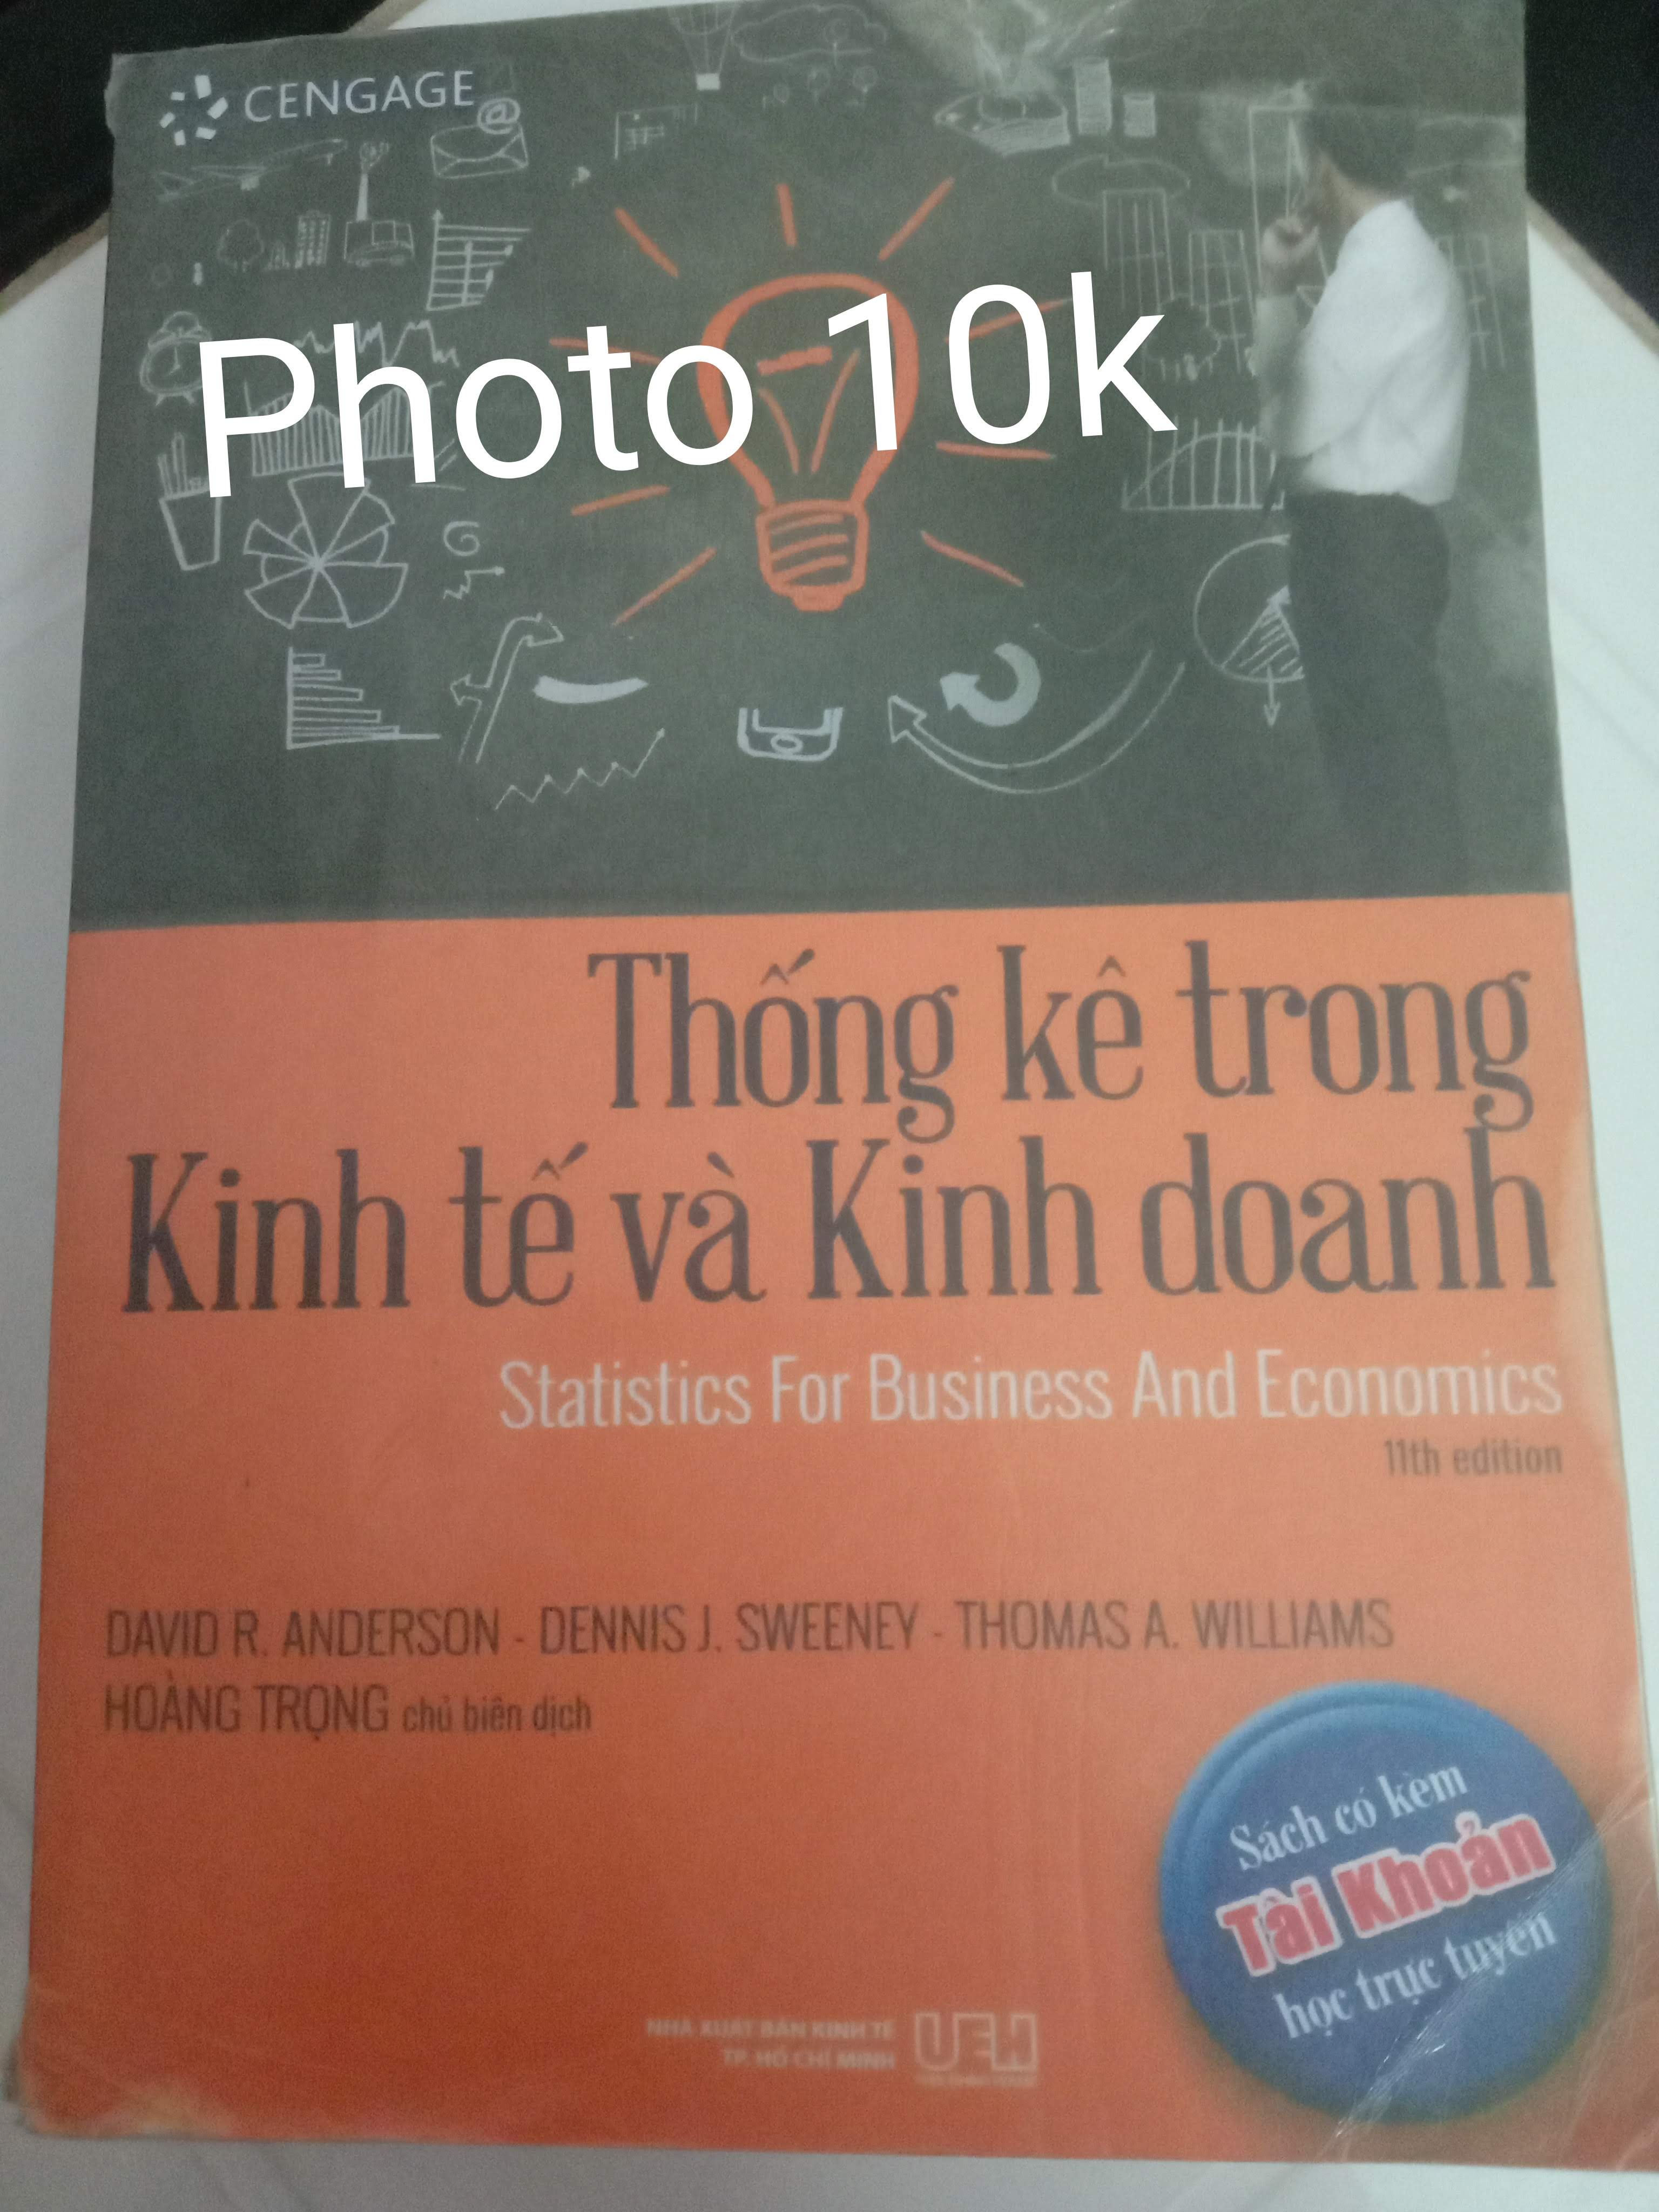 CENGAGE
Photo 10k
Thống kê trong
Kinh tế và Kinh doanh
Statistics For Business And Economics
11th edition
DAVID R. ANDERSON - DENNIS J. SWEENEY - THOMAS A. WILLIAMS
HOÀNG TRỌNG chủ biên dịch
Sách có kèm
Tài Khoản
học trực tuyến
NHÀ XUẤT BẢN KINH TẾ
TP. HỒ CHÍ MINH
UEH